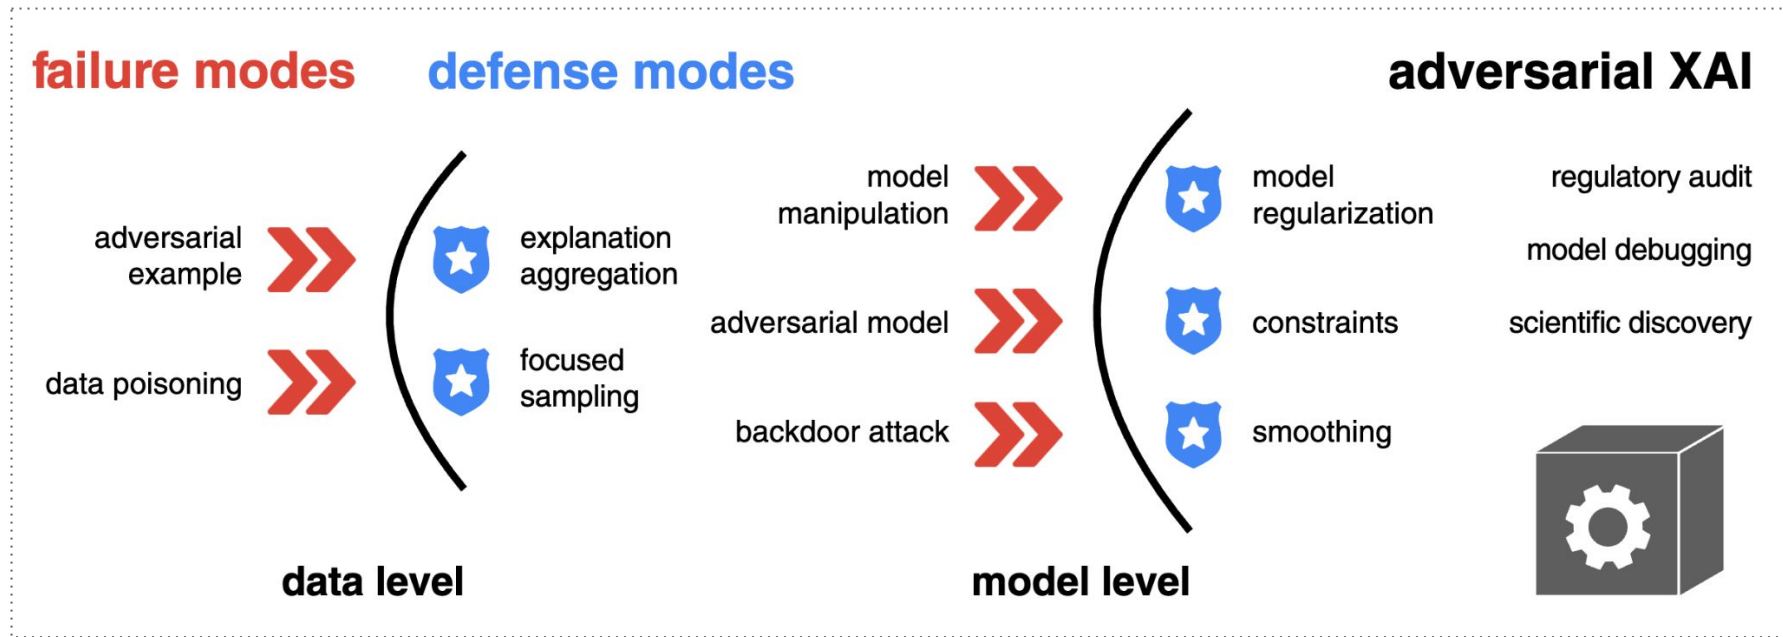 failure modes
defense modes
adversarial XAI
adversarial
example
explanation
aggregation
data poisoning
focused
sampling
data level
model
manipulation
model
regularization
adversarial model
constraints
backdoor attack
smoothing
model level
regulatory audit
model debugging
scientific discovery